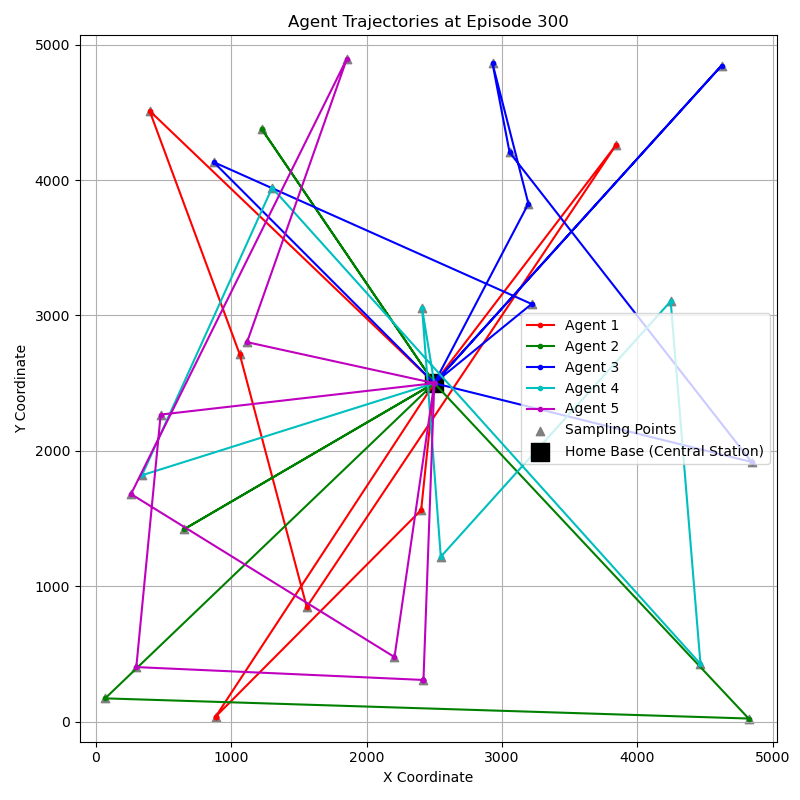 Agent Trajectories at Episode 300
Y Coordinate
5000
4000
3000
2000
1000
0
Agent 1
Agent 2
Agent 3
Agent 4
Agent 5
Sampling Points
Home Base (Central Station)
0 1000 2000 3000 4000 5000
X Coordinate